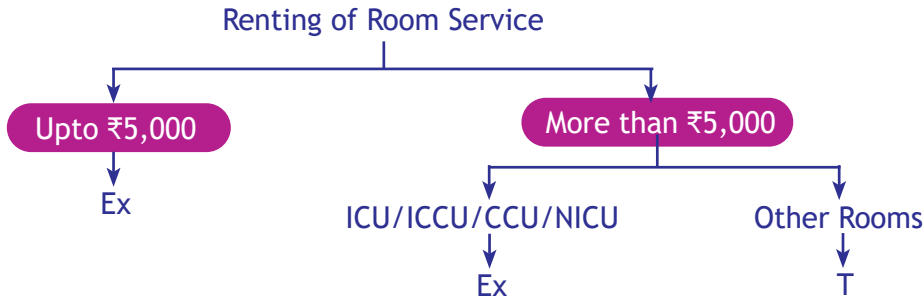 Renting of Room Service
Upto ₹5,000
More than ₹5,000
Ex
ICU/ICCU/CCU/NICU
Other Rooms
Ex
T